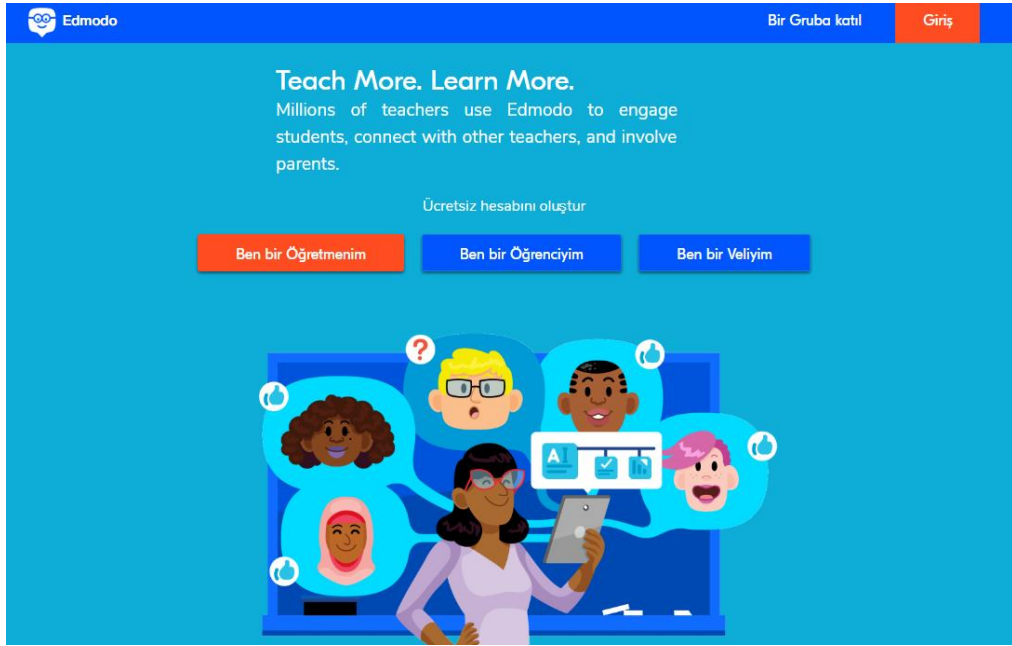 Edmodo
Bir Gruba katıl
Giriş
Teach More. Learn More.
Millions of teachers use Edmodo to engage
students, connect with other teachers, and involve
parents.
Ücretsiz hesabını oluştur
Ben bir Öğretmenim
Ben bir Öğrenciyim
Ben bir Veliyim
?
A